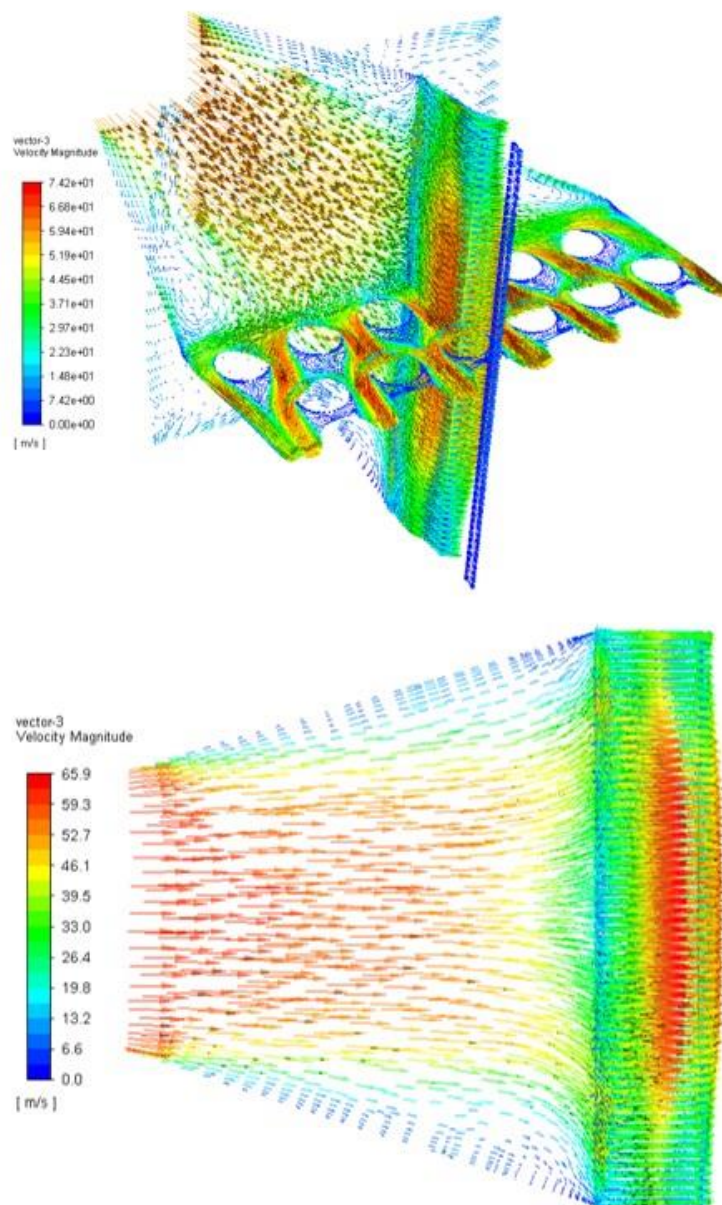 vector-3
Velocity Magnitude
7.42e+01
6.68e+01
5.94e+01
5.19e+01
4.45e+01
3.71e+01
2.97e+01
2.23e+01
1.48e+01
7.42e+00
0.00e+00
[ m/s ]
vector-3
Velocity Magnitude
65.9
59.3
52.7
46.1
39.5
33.0
26.4
19.8
13.2
6.6
0.0
[ m/s ]